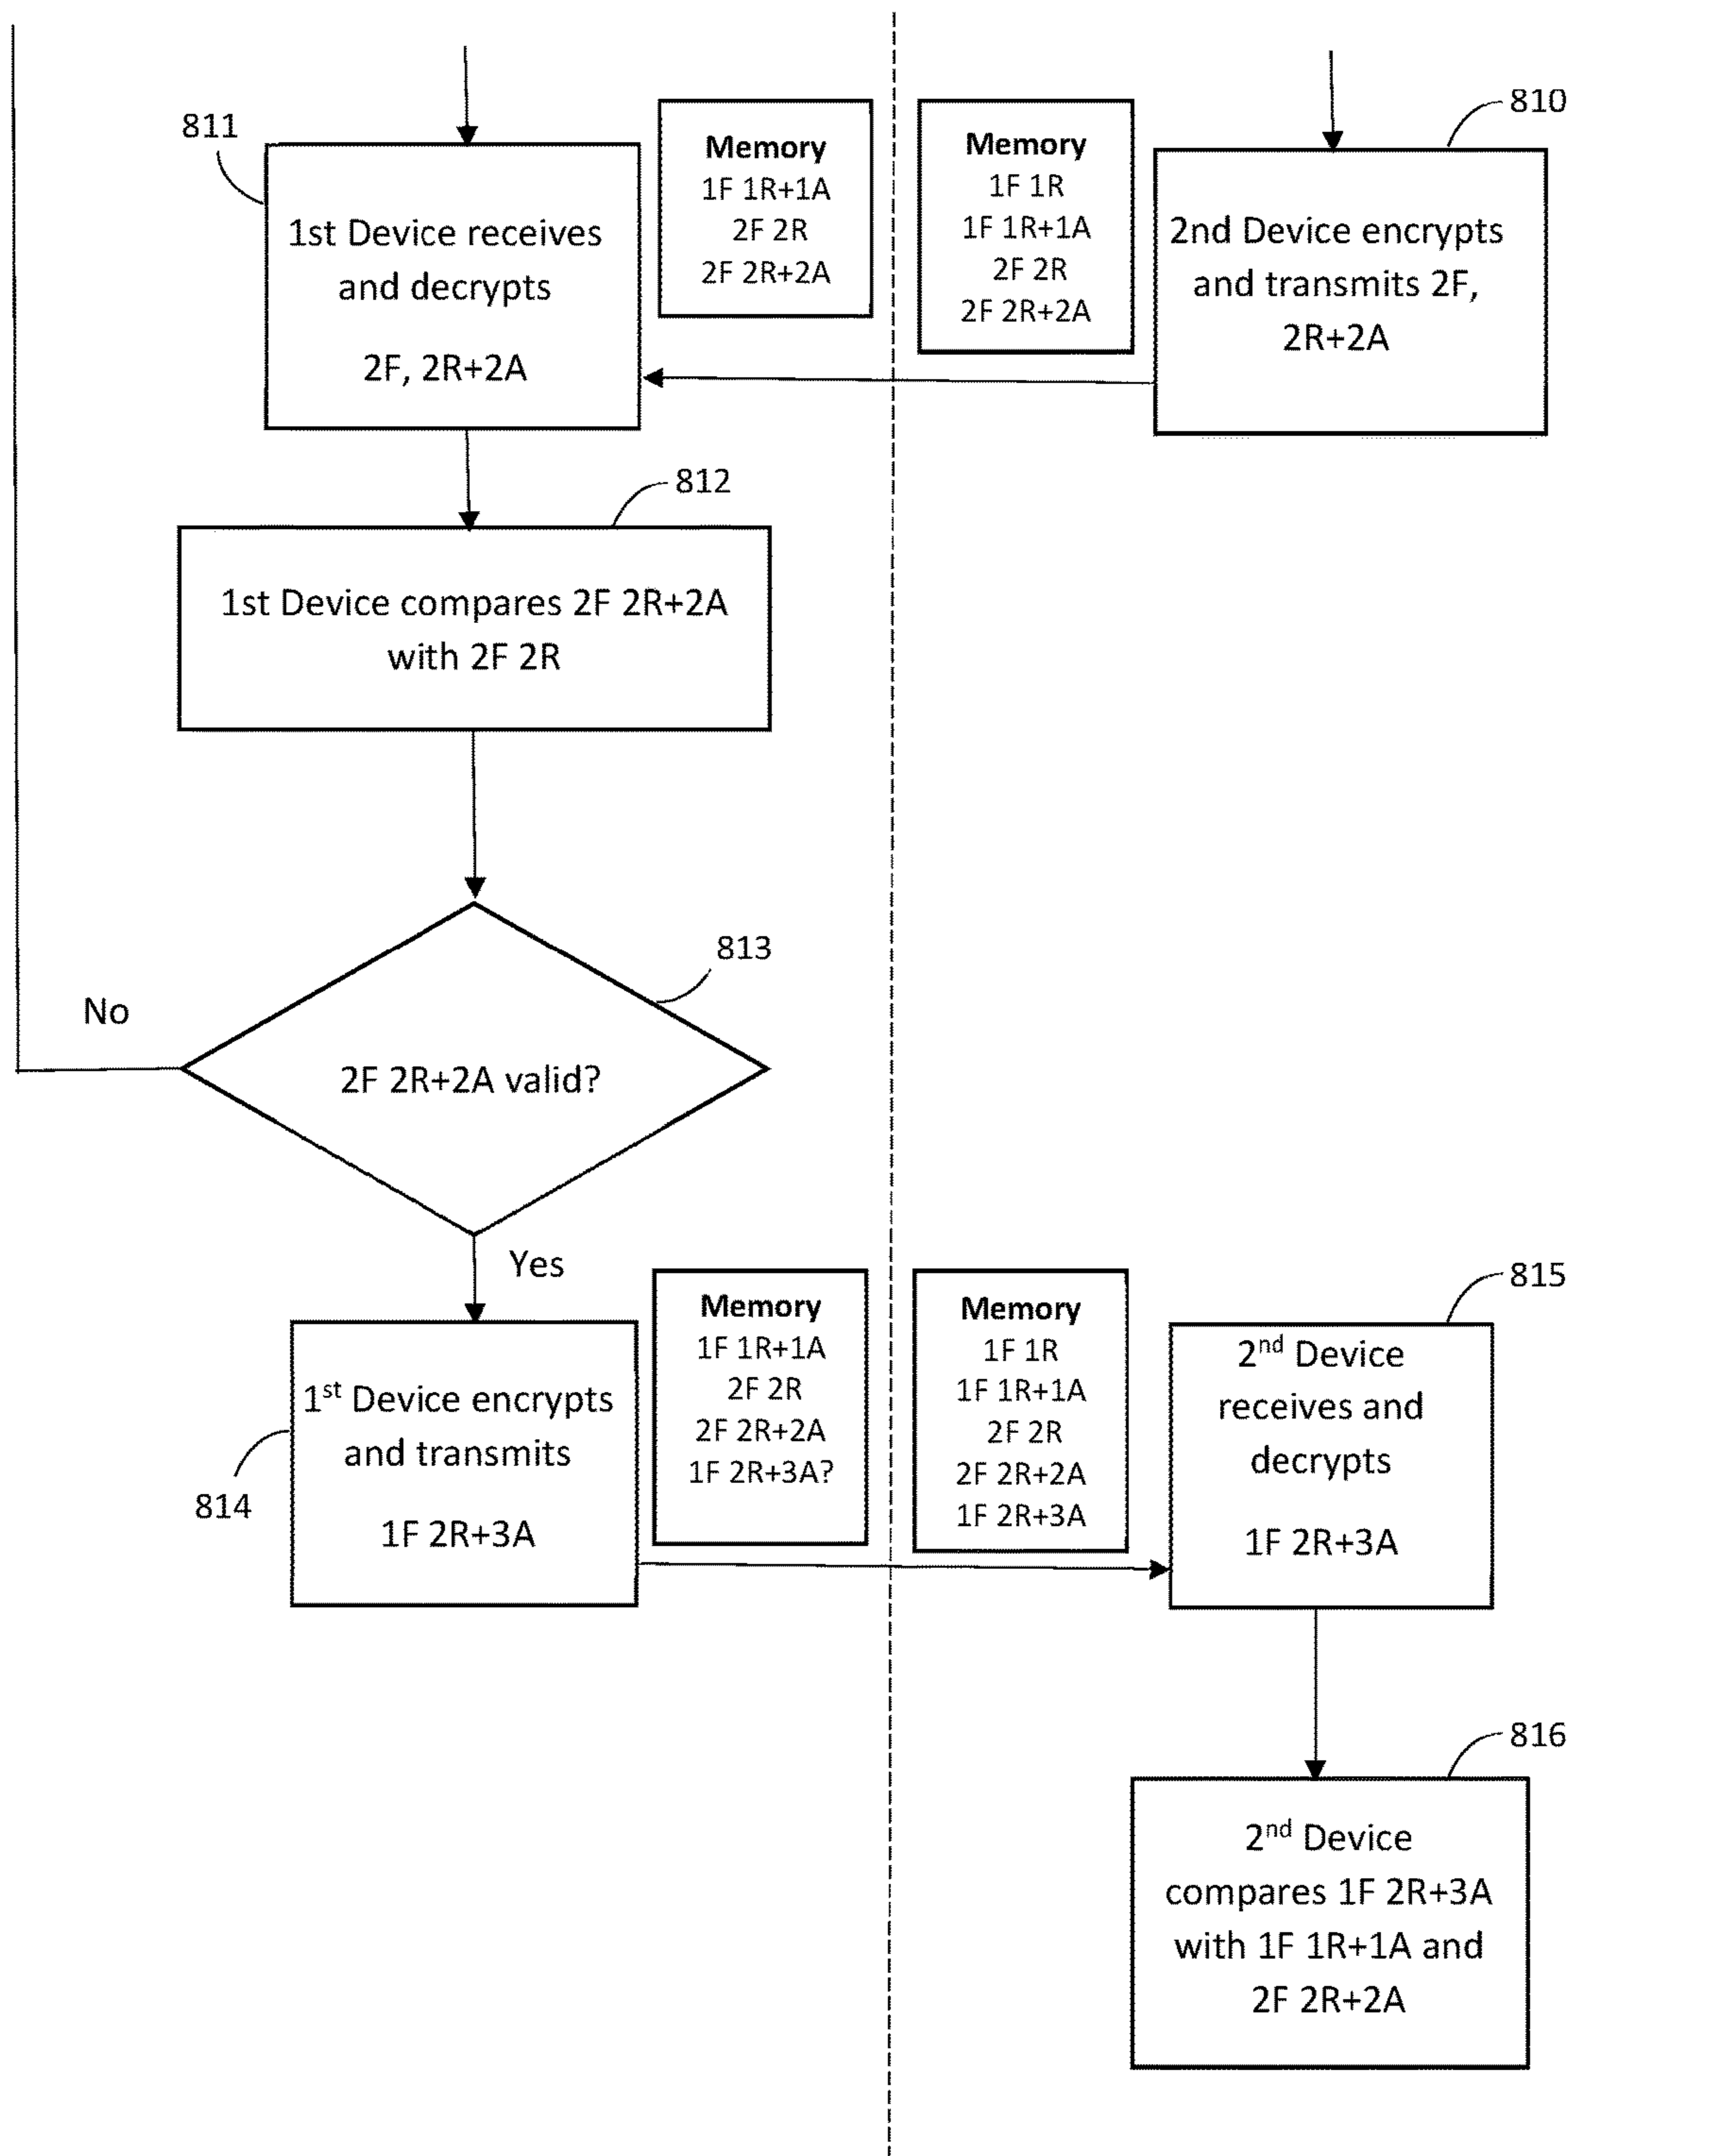 811
1st Device receives
and decrypts
2F, 2R+2A
Memory
1F 1R+1A
2F 2R
2F 2R+2A
Memory
1F 1R
1F 1R+1A
2F 2R
2F 2R+2A
810
2nd Device encrypts
and transmits 2F,
2R+2A
812
1st Device compares 2F 2R+2A
with 2F 2R
813
No
2F 2R+2A valid?
Yes
814
1st Device encrypts
and transmits
1F 2R+3A
Memory
1F 1R+1A
2F 2R
2F 2R+2A
1F 2R+3A?
Memory
1F 1R
1F 1R+1A
2F 2R
2F 2R+2A
1F 2R+3A
815
2nd Device
receives and
decrypts
1F 2R+3A
816
2nd Device
compares 1F 2R+3A
with 1F 1R+1A and
2F 2R+2A